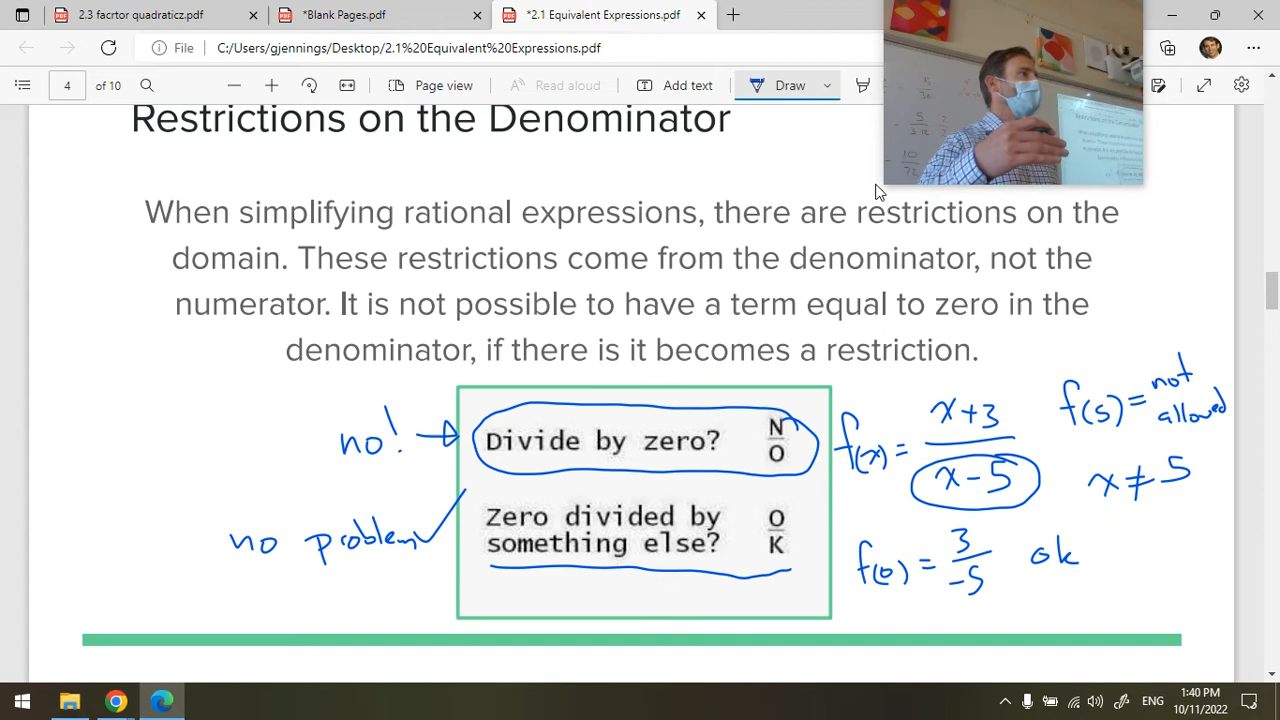 2.3 facrtor quadraticz.pdf
*Blank Pages.pdf
*2.1 Equivalent Expressions.pdf
File
C:/Users/gjennings/Desktop/2.1%20Equivalent%20Expressions.pdf
4 of 10
Page view
Read aloud
Add text
Draw
Restrictions on the Denominator
When simplifying rational expressions, there are restrictions on the
domain. These restrictions come from the denominator, not the
numerator. It is not possible to have a term equal to zero in the
denominator, if there is it becomes a restriction.
no!
Divide by zero? N/O
no problem
Zero divided by
something else? O/K
f(x) = x+3 / x-5
f(5) = not allowed
x ≠ 5
f(0) = 3/-5 ok
ENG
1:40 PM
10/11/2022